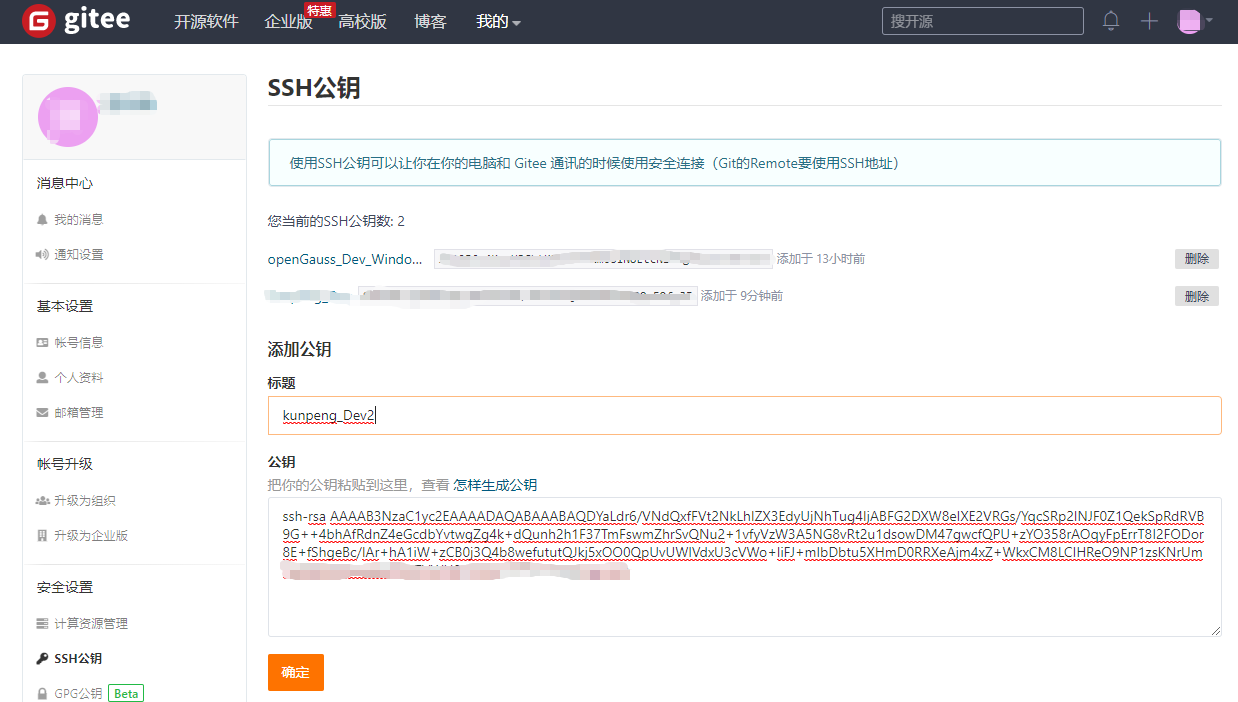 gitee 开源软件 企业版 特惠 高校版 博客 我的 搜开源
SSH公钥
使用SSH公钥可以让你在你的电脑和 Gitee 通讯的时候使用安全连接（Git的Remote要使用SSH地址）
消息中心
我的消息
通知设置
基本设置
帐号信息
个人资料
邮箱管理
帐号升级
升级为组织
升级为企业版
安全设置
计算资源管理
SSH公钥
GPG公钥 Beta
您当前的SSH公钥数: 2
openGauss_Dev_Windo... 添加于 13小时前 删除
添加于 9分钟前 删除
添加公钥
标题
kunpeng_Dev2
公钥
把你的公钥粘贴到这里，查看 怎样生成公钥
ssh-rsa AAAAB3NzaC1yc2EAAAADAQABAAABAQDYaLdr6/VNdQxfFVt2NkLhIZX3EdyUjNhTug4IjABFG2DXW8eIXE2VRGs/YgcSRp2INJF0Z1QekSpRdRVB
9G++4bhAfRdnZ4eGcdbYvtwgZq4k+dQunh2h1F37TmFswmZhrSvQNu2+1vfyVzW3A5NG8vRt2u1dsowDM47gwcfQPU+zYO358rAOgyFpErrT8I2FODor
8E+fShgeBc/IAr+hA1iW+zCB0j3Q4b8wefututQJkj5xOO0QpUvUWIVdxU3cVWo+IiFJ+mIbDbtu5XHmD0RRXeAjm4xZ+WkxCM8LCIHReO9NP1zsKNrUm
确定